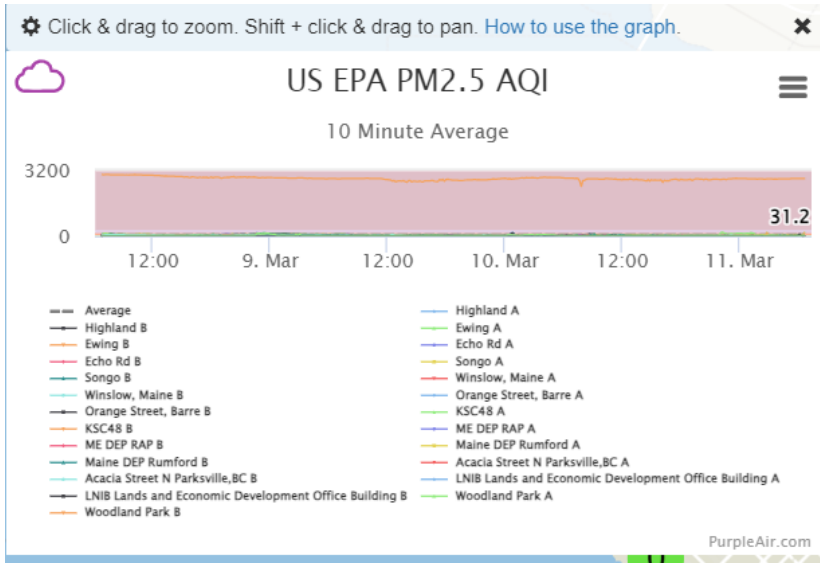 Click & drag to zoom. Shift + click & drag to pan. How to use the graph.
US EPA PM2.5 AQI
10 Minute Average
3200
31.2
0
12:00 9. Mar 12:00 10. Mar 12:00 11. Mar
Average Highland A
Highland B Ewing A
Ewing B Echo Rd A
Echo Rd B Songo A
Songo B Winslow, Maine A
Winslow, Maine B Orange Street, Barre A
Orange Street, Barre B KSC48 A
KSC48 B ME DEP RAP A
ME DEP RAP B Maine DEP Rumford A
Maine DEP Rumford B Acacia Street N Parksville,BC A
Acacia Street N Parksville,BC B LNIB Lands and Economic Development Office Building A
LNIB Lands and Economic Development Office Building B Woodland Park A
Woodland Park B
PurpleAir.com